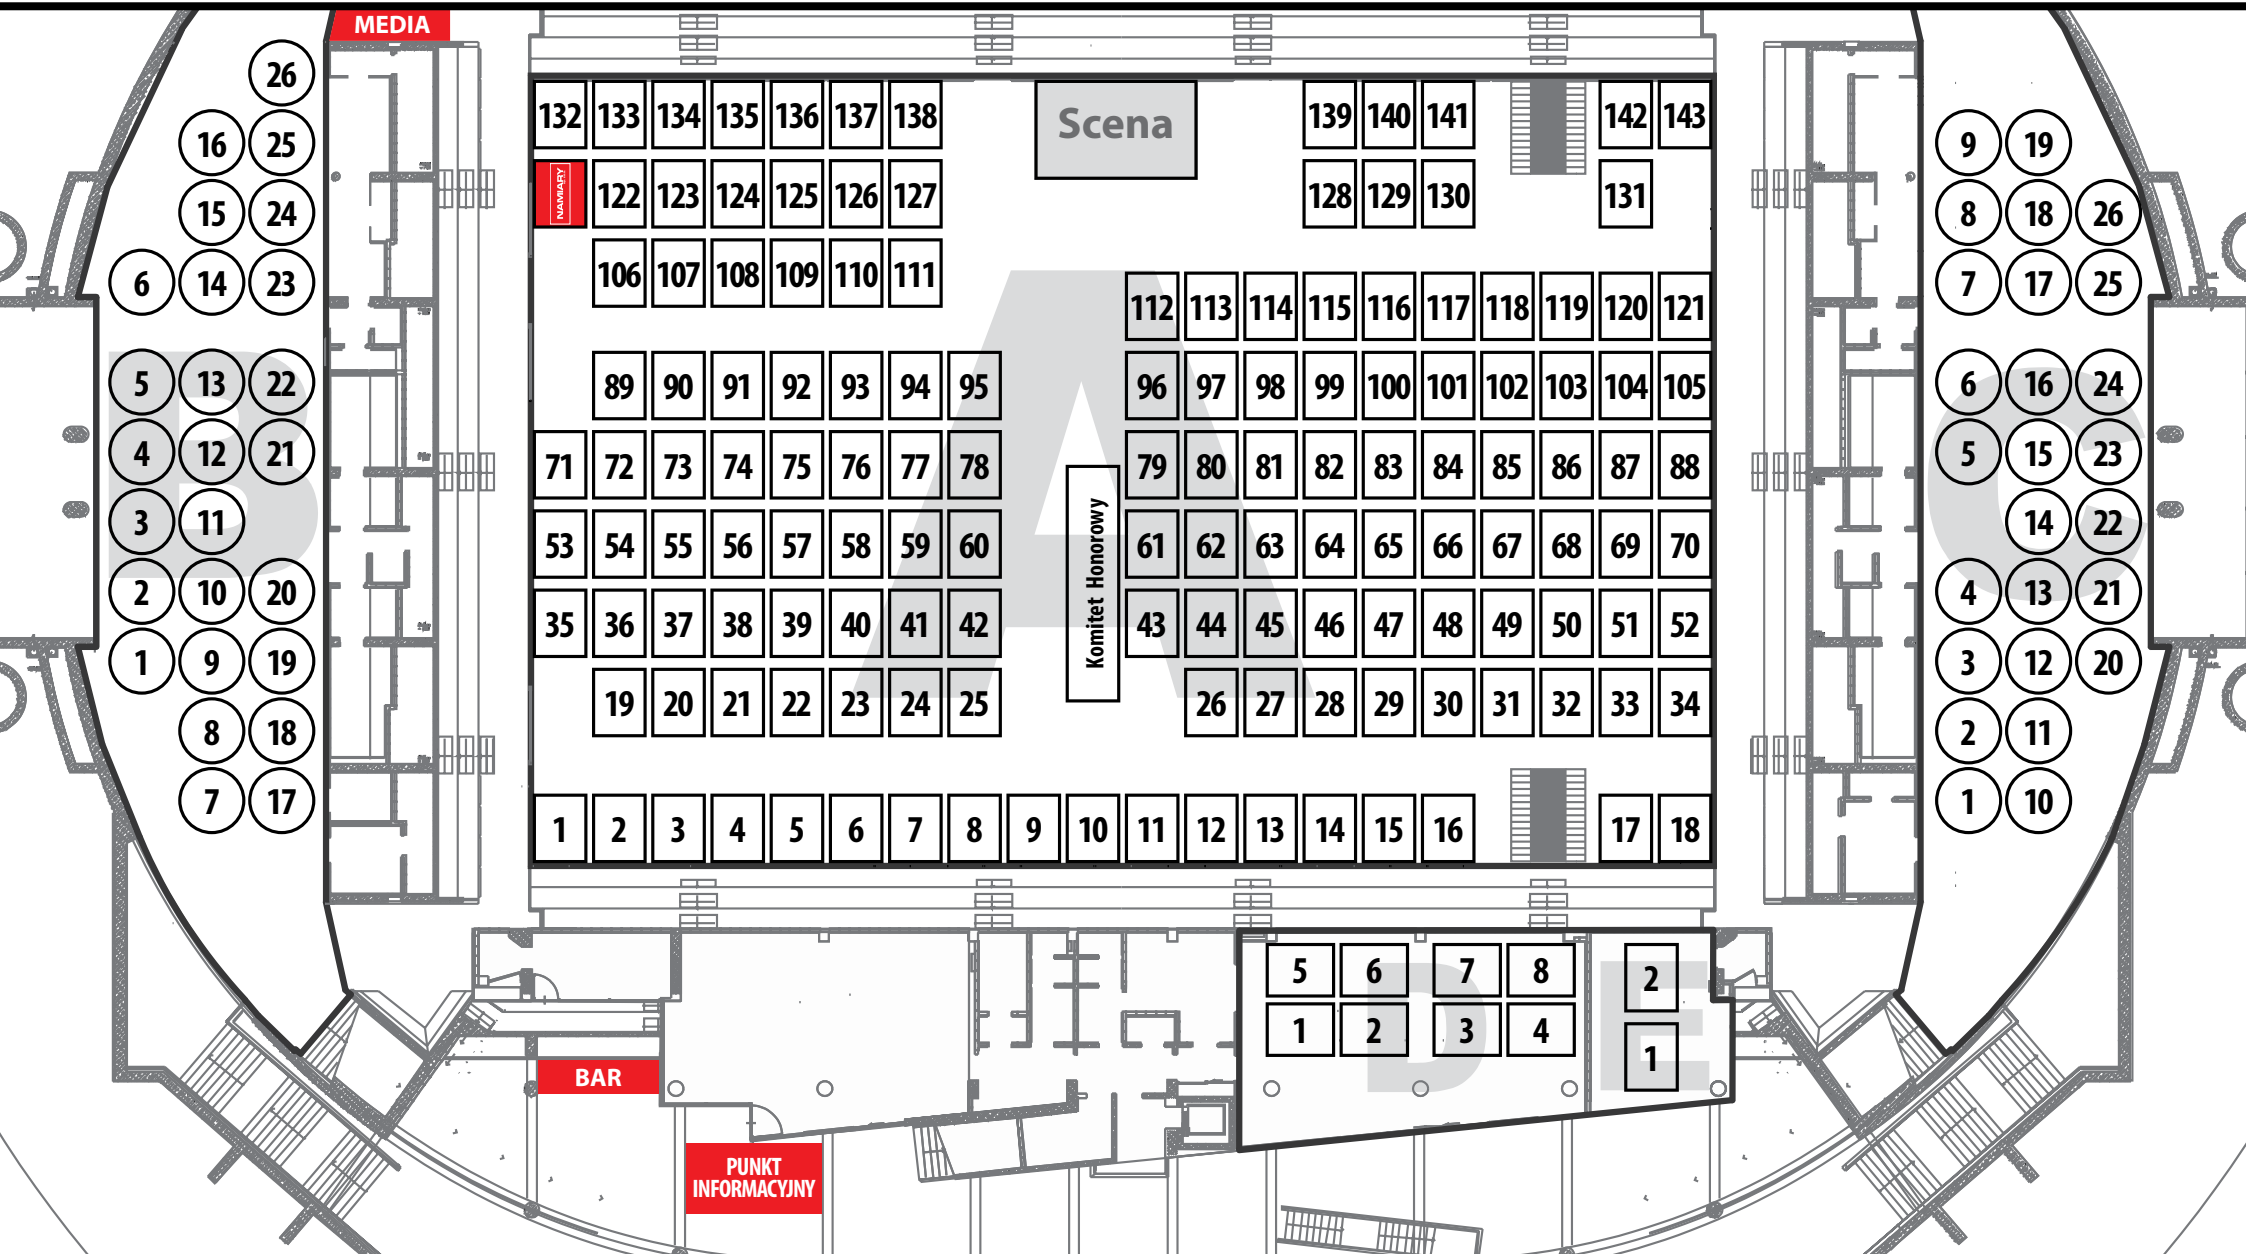 MEDIA
26
16 25
15 24
6 14 23
5 13 22
4 12 21
3 11
2 10 20
1 9 19
8 18
7 17
B
132 133 134 135 136 137 138 Scena 139 140 141 142 143
NAMIARY 122 123 124 125 126 127 128 129 130 131
106 107 108 109 110 111
112 113 114 115 116 117 118 119 120 121
89 90 91 92 93 94 95 96 97 98 99 100 101 102 103 104 105
71 72 73 74 75 76 77 78 79 80 81 82 83 84 85 86 87 88
53 54 55 56 57 58 59 60 61 62 63 64 65 66 67 68 69 70
35 36 37 38 39 40 41 42 43 44 45 46 47 48 49 50 51 52
19 20 21 22 23 24 25 26 27 28 29 30 31 32 33 34
Komitet Honorowy
1 2 3 4 5 6 7 8 9 10 11 12 13 14 15 16 17 18
A
9 19
8 18 26
7 17 25
6 16 24
5 15 23
14 22
4 13 21
3 12 20
2 11
1 10
C
5 6 7 8
1 2 3 4
D
2
1
E
BAR
PUNKT
INFORMACYJNY